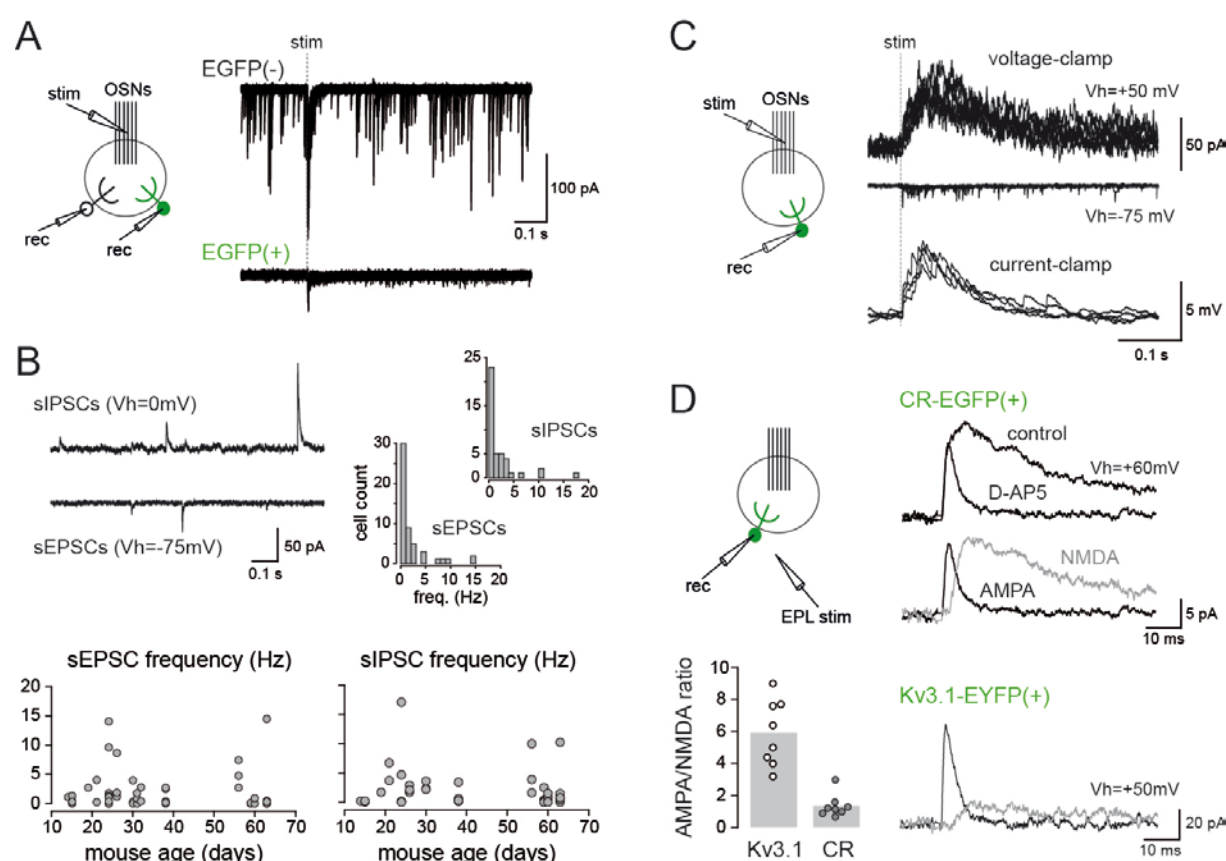 A
stim
EGFP(-)
OSNs
stim
rec
rec
100 pA
0.1 s
EGFP(+)
B
sIPSCs (Vh=0mV)
sEPSCs (Vh=-75mV)
50 pA
0.1 s
25
20
15
10
5
0
sIPSCs
0 5 10 15 20
30
20
10
0
cell count
sEPSCs
0 5 10 15 20
freq. (Hz)
sEPSC frequency (Hz)
20
15
10
5
0
10 20 30 40 50 60 70
mouse age (days)
sIPSC frequency (Hz)
10 20 30 40 50 60 70
mouse age (days)
C
stim
voltage-clamp
Vh=+50 mV
OSNs
stim
rec
50 pA
Vh=-75 mV
current-clamp
5 mV
0.1 s
D
CR-EGFP(+)
control
Vh=+60mV
D-AP5
NMDA
AMPA
5 pA
10 ms
rec
EPL stim
AMPA/NMDA ratio
10
8
6
4
2
0
Kv3.1 CR
Kv3.1-EYFP(+)
Vh=+50mV
20 pA
10 ms